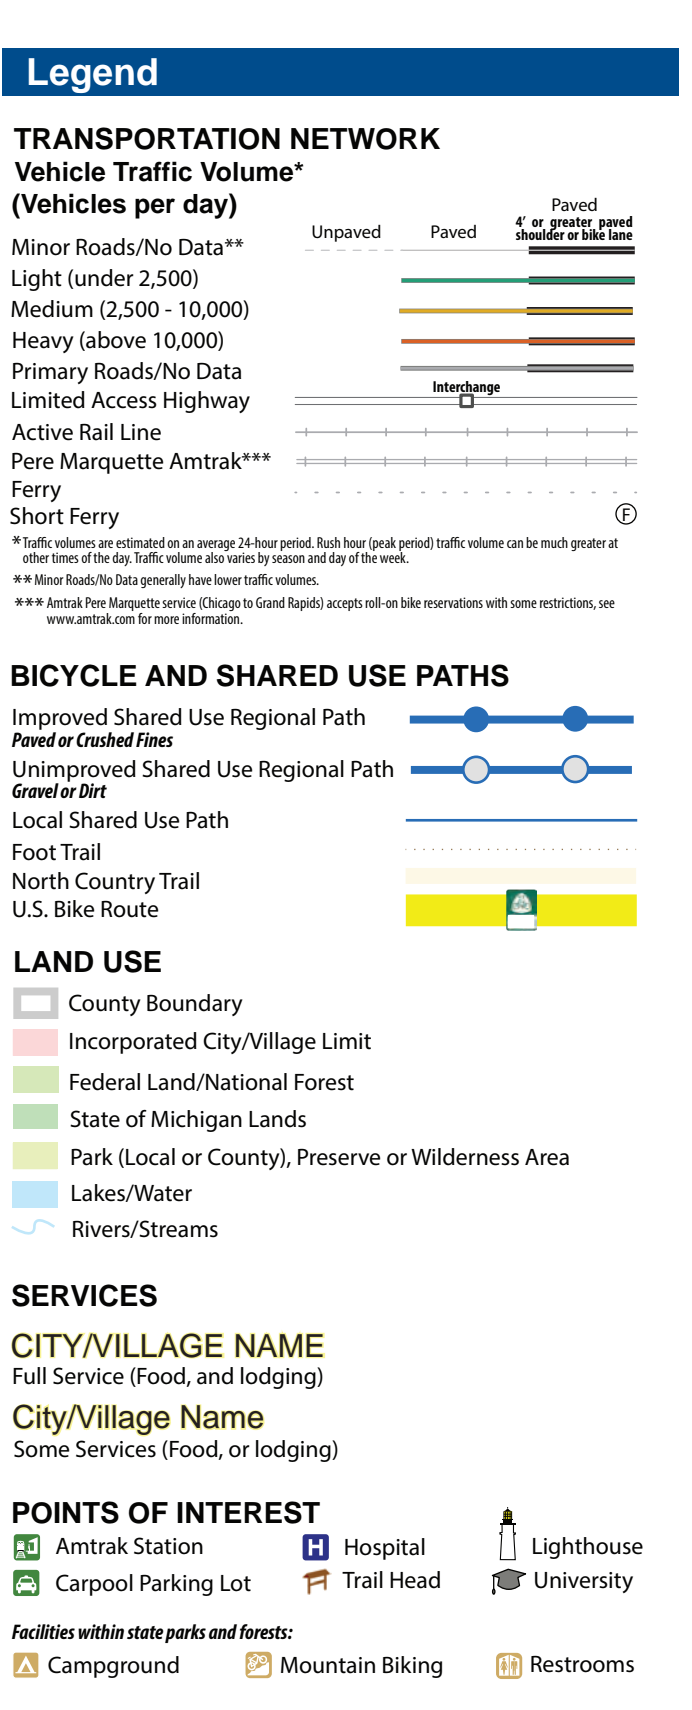 Legend
TRANSPORTATION NETWORK
Vehicle Traffic Volume*
(Vehicles per day)
Unpaved
Paved
Paved
4’ or greater paved
shoulder or bike lane
Minor Roads/No Data**
Light (under 2,500)
Medium (2,500 - 10,000)
Heavy (above 10,000)
Primary Roads/No Data
Interchange
Limited Access Highway
Active Rail Line
Pere Marquette Amtrak***
Ferry
Short Ferry
F
* Traffic volumes are estimated on an average 24-hour period. Rush hour (peak period) traffic volume can be much greater at
other times of the day. Traffic volume also varies by season and day of the week.
** Minor Roads/No Data generally have lower traffic volumes.
*** Amtrak Pere Marquette service (Chicago to Grand Rapids) accepts roll-on bike reservations with some restrictions, see
www.amtrak.com for more information.
BICYCLE AND SHARED USE PATHS
Improved Shared Use Regional Path
Paved or Crushed Fines
Unimproved Shared Use Regional Path
Gravel or Dirt
Local Shared Use Path
Foot Trail
North Country Trail
U.S. Bike Route
LAND USE
County Boundary
Incorporated City/Village Limit
Federal Land/National Forest
State of Michigan Lands
Park (Local or County), Preserve or Wilderness Area
Lakes/Water
Rivers/Streams
SERVICES
CITY/VILLAGE NAME
Full Service (Food, and lodging)
City/Village Name
Some Services (Food, or lodging)
POINTS OF INTEREST
Amtrak Station
H Hospital
Lighthouse
Carpool Parking Lot
Trail Head
University
Facilities within state parks and forests:
Campground
Mountain Biking
Restrooms